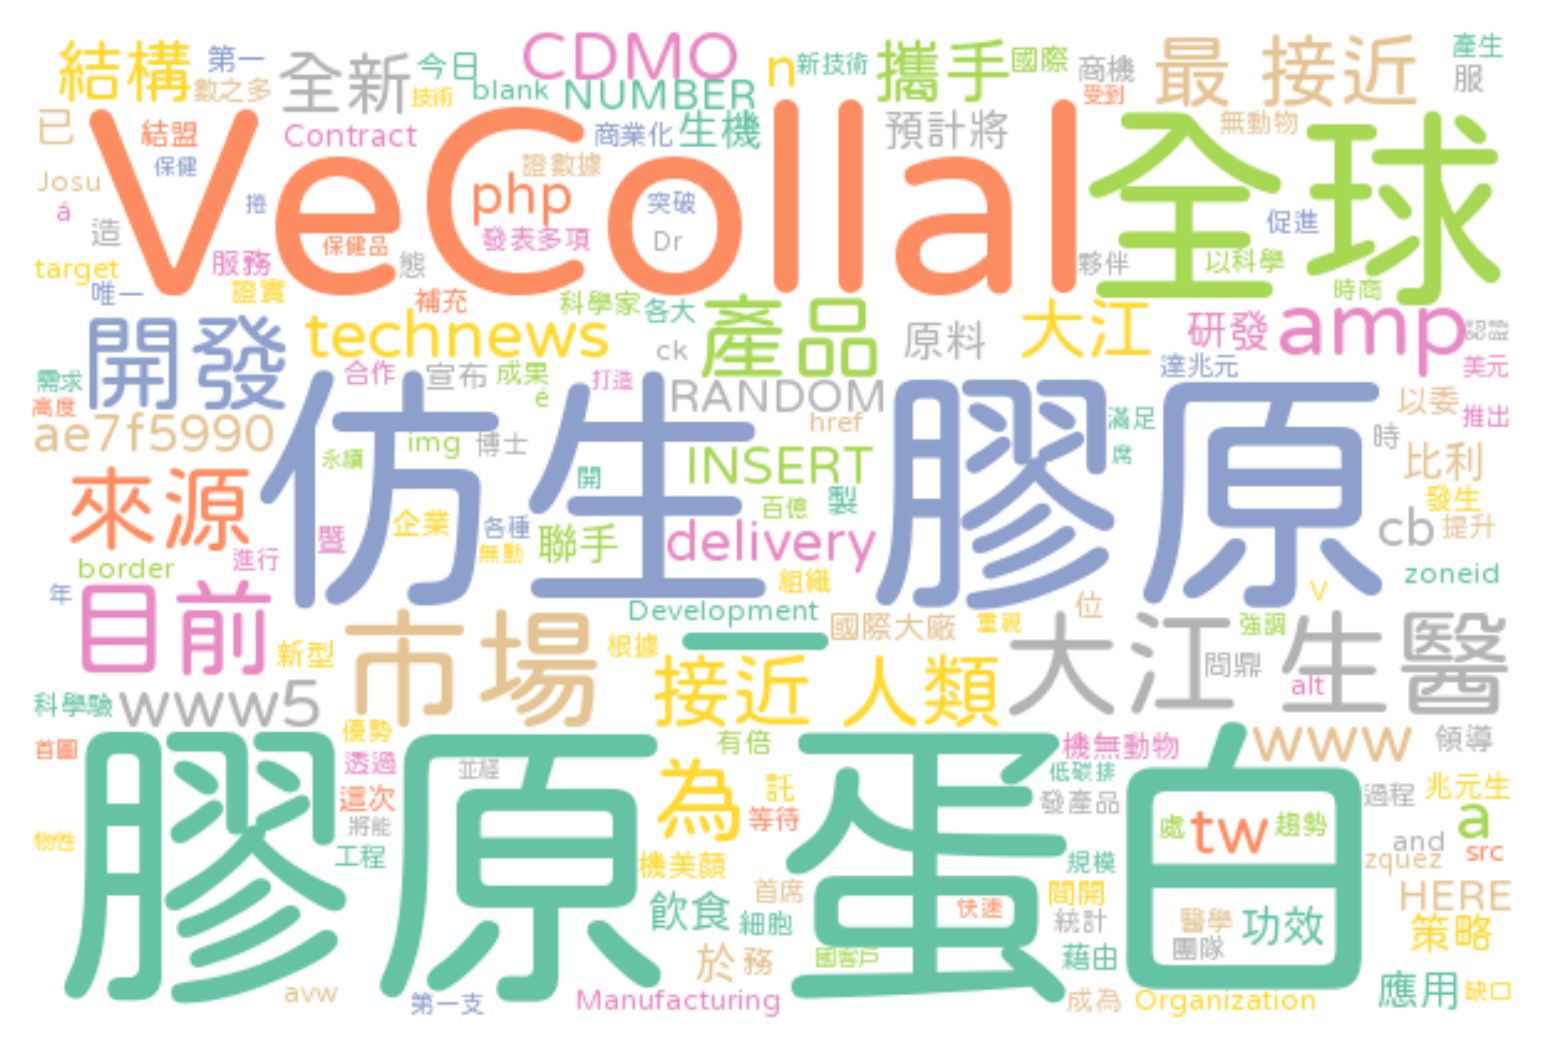 結構 第一 全新 今日 CDMO n 新技術 攜手 國際 商機 最 接近 產生
數之多 技術 blank NUMBER 受到 服
已 結盟 Contract 商業化 生機 預計將 無動物
保健 證數據
VeCollal 全球
Josu á 捲 php 突破 促進
造 保健品 發表多項 Dr
target 服務 態 夥伴 以科學
唯一 證實 補充 科學家 各大 時商
開發 technews 產品 原料 大江 研發 amp 認證
ck 達兆元 美元
需求 合作 宣布 成果 打造
高度 é RANDOM 以委 推出
ae7f5990 img 博士 href 滿足 時
仿生 膠原
來源 永續 開 INSERT 席 比利
百億 製 發生
暨 企業 各種 聯手 delivery cb 提升
border 進行 無動 組織 zoneid
年 V
目前 市場 Development 國際大廠 重視 位 大江生醫
新型 根據 一 強調
接近 人類 問鼎 alt
科學驗 www5
首圖 優勢 有倍 機無動物 www 領導
膠原蛋白
透過 並經 為 託 低碳排 過程 兆元生
這次 等待 發產品
物性 將能 處 tw 趨勢 a
工程 機美顏 規模 and src
zquez
首席 間開 HERE
飲食 細胞 快速 統計 醫學 功效 策略
於 務 國客戶 藉由 團隊
avw 第一支 Manufacturing 成為 Organization 應用 缺口